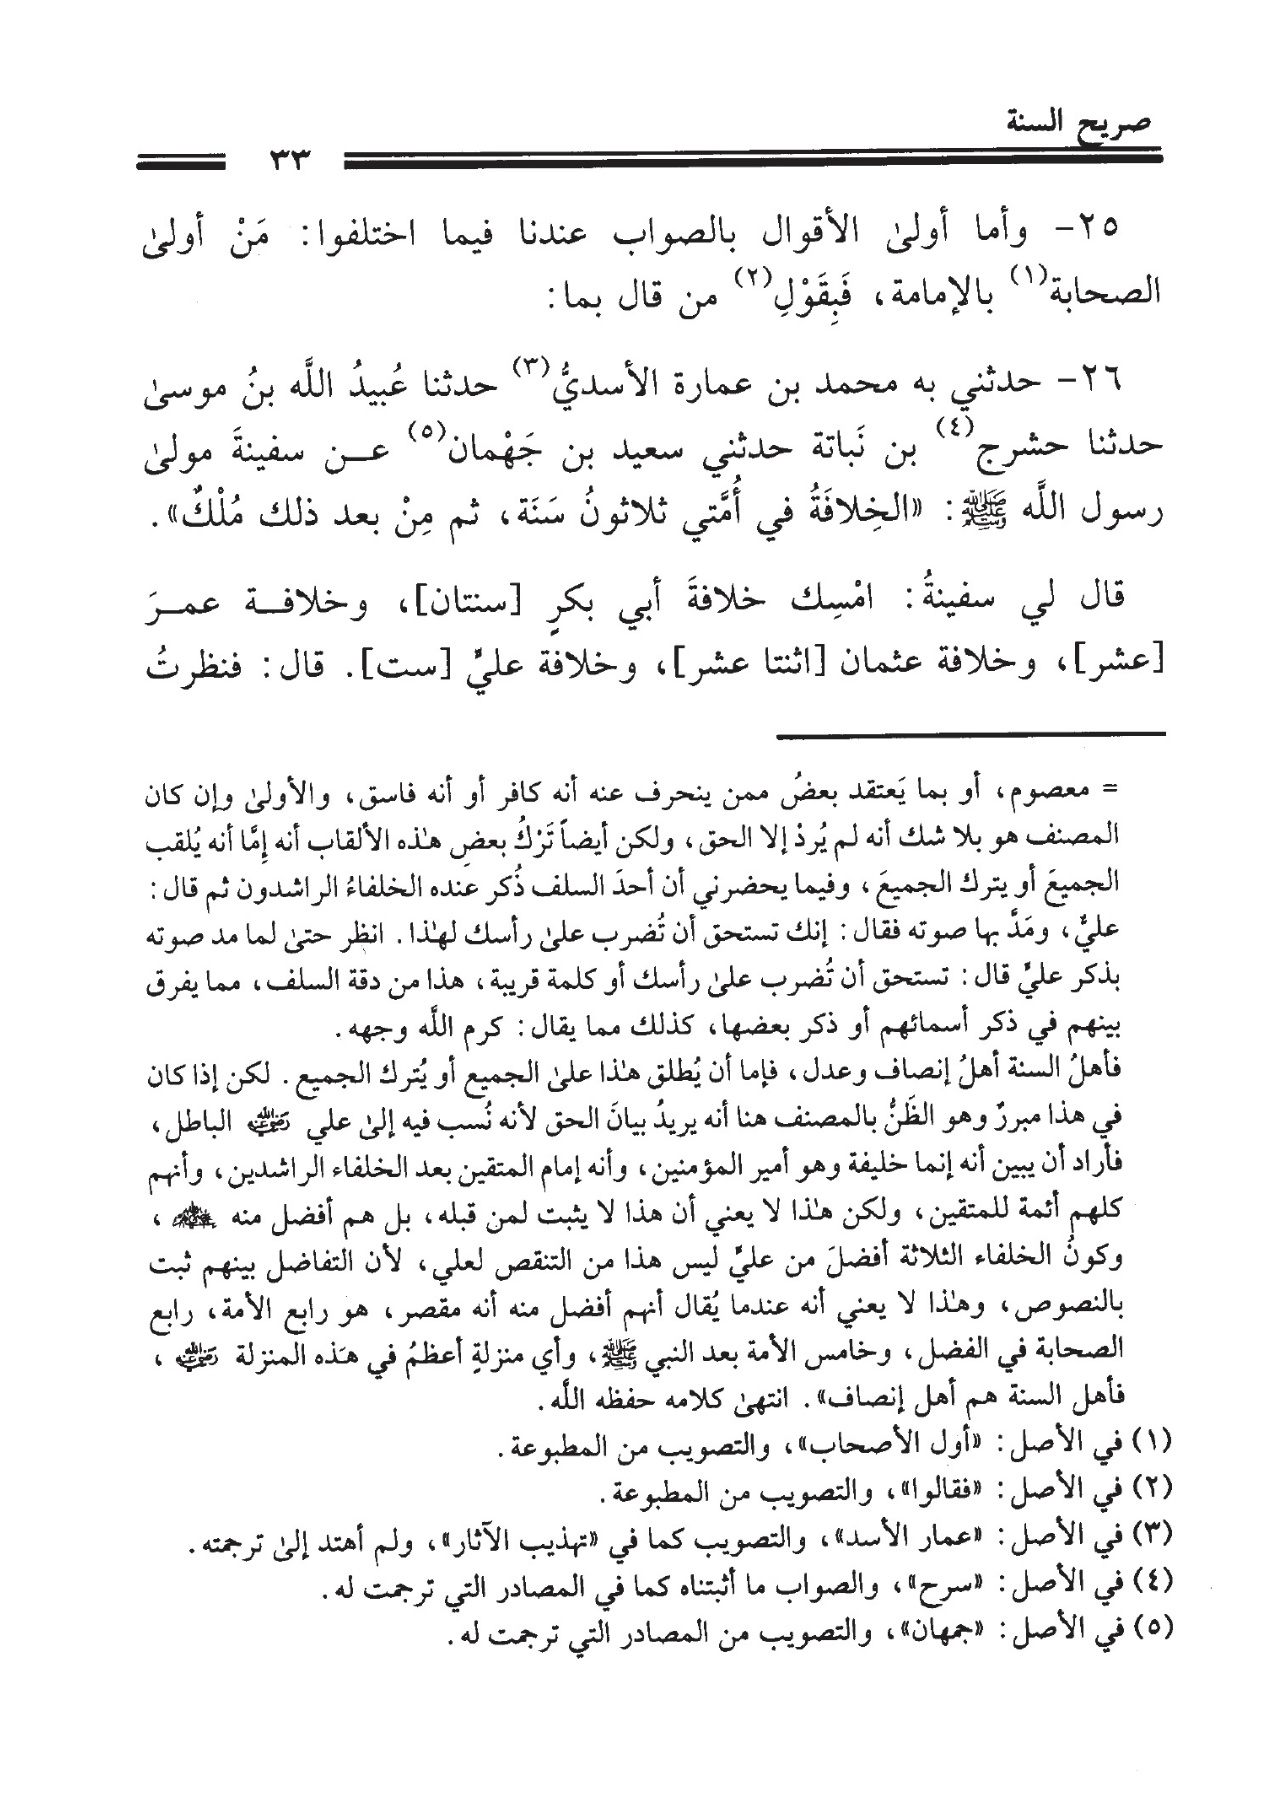 صريح السنة
٣٣
٢٥- وأما أولىٰ الأقوال بالصواب عندنا فيما اختلفوا: مَنْ أولىٰ
الصحابة(١) بالإمامة، فَبِقَوْلِ(٢) من قال بما:
٢٦- حدثني به محمد بن عمارة الأسديُّ(٣) حدثنا عُبيدُ اللَّه بنُ موسىٰ
حدثنا حشرج(٤) بن نَباتة حدثني سعيد بن جَهْمان(٥) عـن سفينةَ مولىٰ
رسول اللَّه ﷺ: «الخِلافَةُ في أُمَّتي ثلاثونُ سَنَة، ثم مِنْ بعد ذلك مُلْكٌ».
قال لي سفينةُ: امْسِك خلافةَ أبي بكرٍ [سنتان]، وخلافـة عمـرَ
[عشر]، وخلافة عثمان [اثنتا عشر]، وخلافة عليٍّ [ست]. قال: فنظرتُ
= معصوم، أو بما يَعتقد بعضُ ممن ينحرف عنه أنه كافر أو أنه فاسق، والأولىٰ وإن كان
المصنف هو بلا شك أنه لم يُردْ إلا الحق، ولكن أيضاً تَرْكُ بعضِ هٰذه الألقاب أنه إمَّا أنه يُلقب
الجميعَ أو يترك الجميعَ، وفيما يحضرني أن أحدَ السلف ذُكر عنده الخلفاءُ الراشدون ثم قال:
عليٌّ، ومَدَّ بها صوته فقال: إنك تستحق أن تُضرب علىٰ رأسك لهٰذا. انظر حتىٰ لما مد صوته
بذكر عليٍّ قال: تستحق أن تُضرب علىٰ رأسك أو كلمة قريبة، هذا من دقة السلف، مما يفرق
بينهم في ذكر أسمائهم أو ذكر بعضها، كذلك مما يقال: كرم اللَّه وجهه.
فأهلُ السنة أهلُ إنصاف وعدل، فإما أن يُطلق هٰذا علىٰ الجميع أو يُترك الجميع. لكن إذا كان
في هذا مبررٌ وهو الظَنُّ بالمصنف هنا أنه يريدُ بيانَ الحق لأنه نُسب فيه إلىٰ علي رضي الله عنه الباطل،
فأراد أن يبين أنه إنما خليفة وهو أمير المؤمنين، وأنه إمام المتقين بعد الخلفاء الراشدين، وأنهم
كلهم أئمة للمتقين، ولكن هٰذا لا يعني أن هذا لا يثبت لمن قبله، بل هم أفضل منه ،
وكونُ الخلفاء الثلاثة أفضلَ من عليٍّ ليس هذا من التنقص لعلي، لأن التفاضل بينهم ثبت
بالنصوص، وهٰذا لا يعني أنه عندما يُقال أنهم أفضل منه أنه مقصر، هو رابع الأمة، رابع
الصحابة في الفضل، وخامس الأمة بعد النبي ﷺ، وأي منزلةٍ أعظمُ في هَذه المنزلة رضي الله عنه،
فأهل السنة هم أهل إنصاف». انتهىٰ كلامه حفظه اللَّه.
(١) في الأصل: «أول الأصحاب»، والتصويب من المطبوعة.
(٢) في الأصل: «فقالوا»، والتصويب من المطبوعة.
(٣) في الأصل: «عمار الأسد»، والتصويب كما في «تهذيب الآثار»، ولم أهتد إلىٰ ترجمته.
(٤) في الأصل: «سرح»، والصواب ما أثبتناه كما في المصادر التي ترجمت له.
(٥) في الأصل: «جمهان»، والتصويب من المصادر التي ترجمت له.